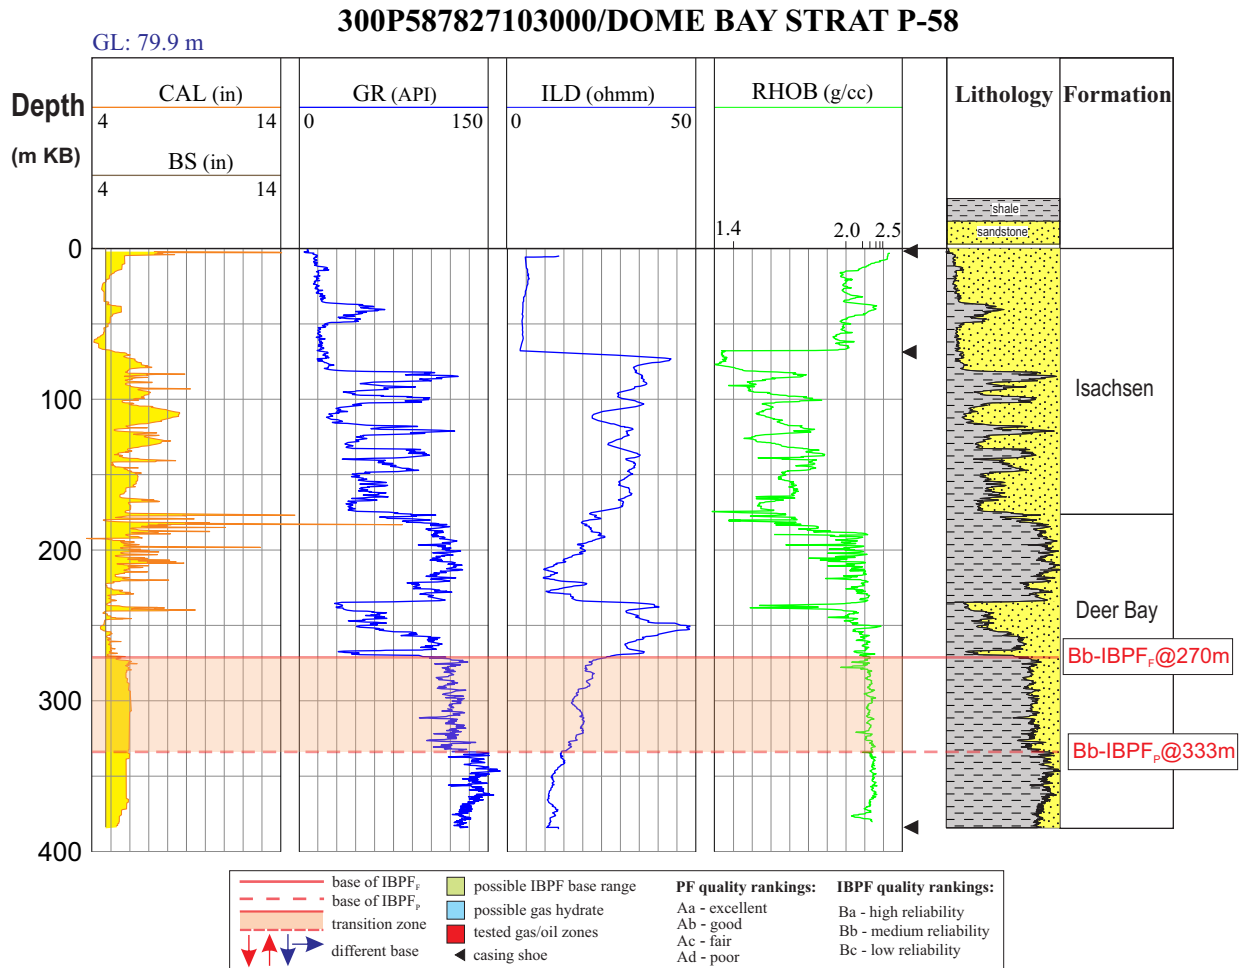 300P587827103000/DOME BAY STRAT P-58
GL: 79.9 m
Depth
(m KB)
CAL (in)
4 14
BS (in)
4 14
GR (API)
0 150
ILD (ohmm)
0 50
RHOB (g/cc)
1.4 2.0 2.5
Lithology
Formation
shale
sandstone
0
100
200
300
400
Isachsen
Deer Bay
Bb-IBPF_F@270m
Bb-IBPF_P@333m
base of IBPF_F
base of IBPF_P
transition zone
different base
possible IBPF base range
possible gas hydrate
tested gas/oil zones
casing shoe
PF quality rankings:
Aa - excellent
Ab - good
Ac - fair
Ad - poor
IBPF quality rankings:
Ba - high reliability
Bb - medium reliability
Bc - low reliability